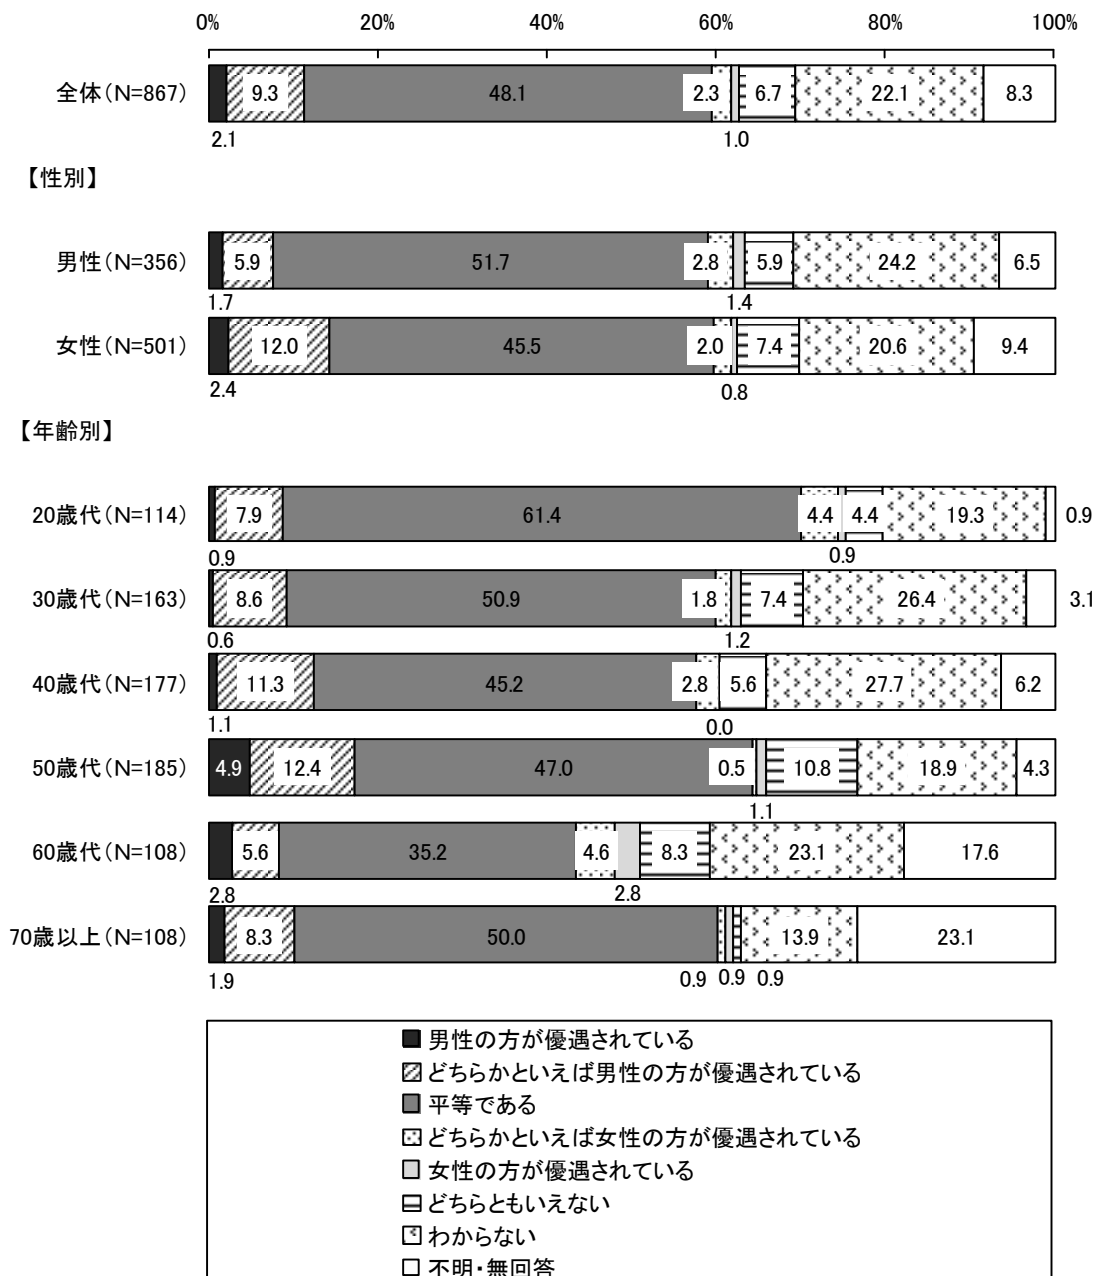 0% 20% 40% 60% 80% 100%
全体(N=867) 9.3 48.1 2.3 6.7 22.1 8.3
2.1 1.0
【性別】
男性(N=356) 5.9 51.7 2.8 5.9 24.2 6.5
1.7 1.4
女性(N=501) 12.0 45.5 2.0 7.4 20.6 9.4
2.4 0.8
【年齢別】
20歳代(N=114) 7.9 61.4 4.4 4.4 19.3 0.9
0.9 0.9
30歳代(N=163) 8.6 50.9 1.8 7.4 26.4 3.1
0.6 1.2
40歳代(N=177) 11.3 45.2 2.8 5.6 27.7 6.2
1.1 0.0
50歳代(N=185) 4.9 12.4 47.0 0.5 10.8 18.9 4.3
1.1
60歳代(N=108) 5.6 35.2 4.6 8.3 23.1 17.6
2.8 2.8
70歳以上(N=108) 8.3 50.0 13.9 23.1
1.9 0.9 0.9 0.9
男性の方が優遇されている
どちらかといえば男性の方が優遇されている
平等である
どちらかといえば女性の方が優遇されている
女性の方が優遇されている
どちらともいえない
わからない
不明・無回答